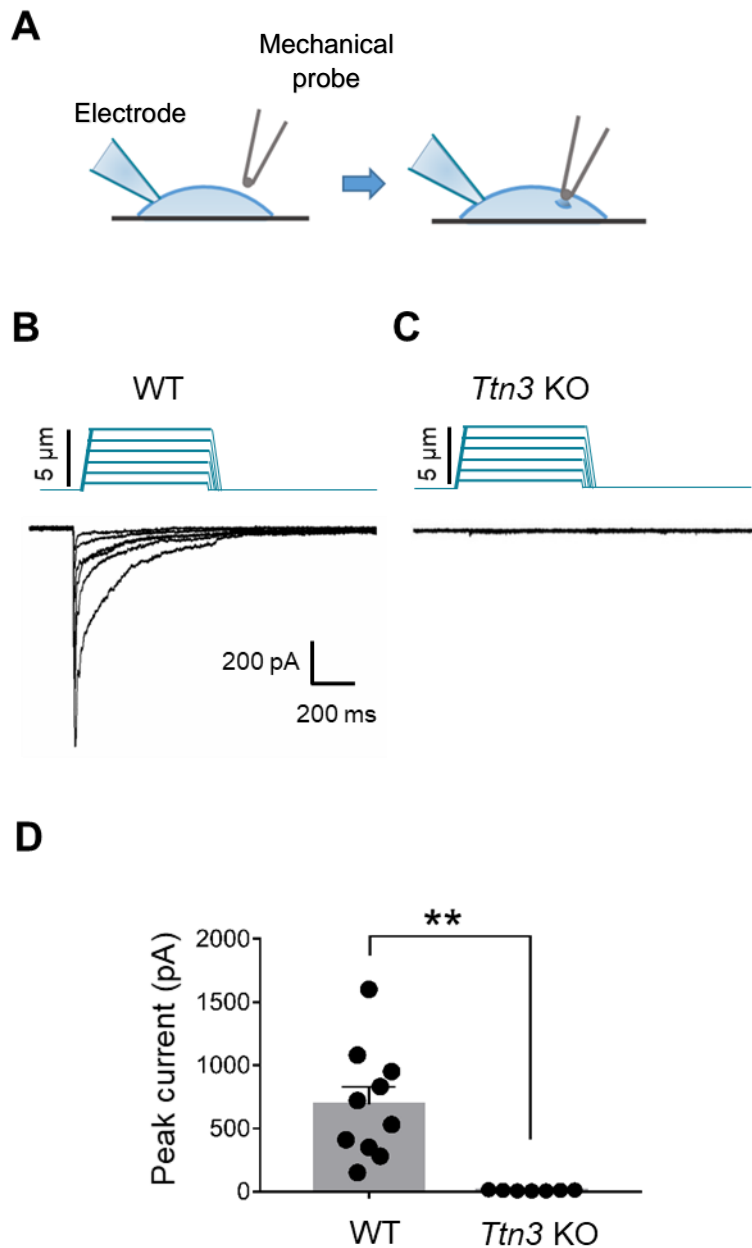 A
Mechanical
probe
Electrode
B
C
WT
Ttn3 KO
5 µm
5 µm
200 pA
200 ms
D
**
Peak current (pA)
2000
1500
1000
500
0
WT
Ttn3 KO